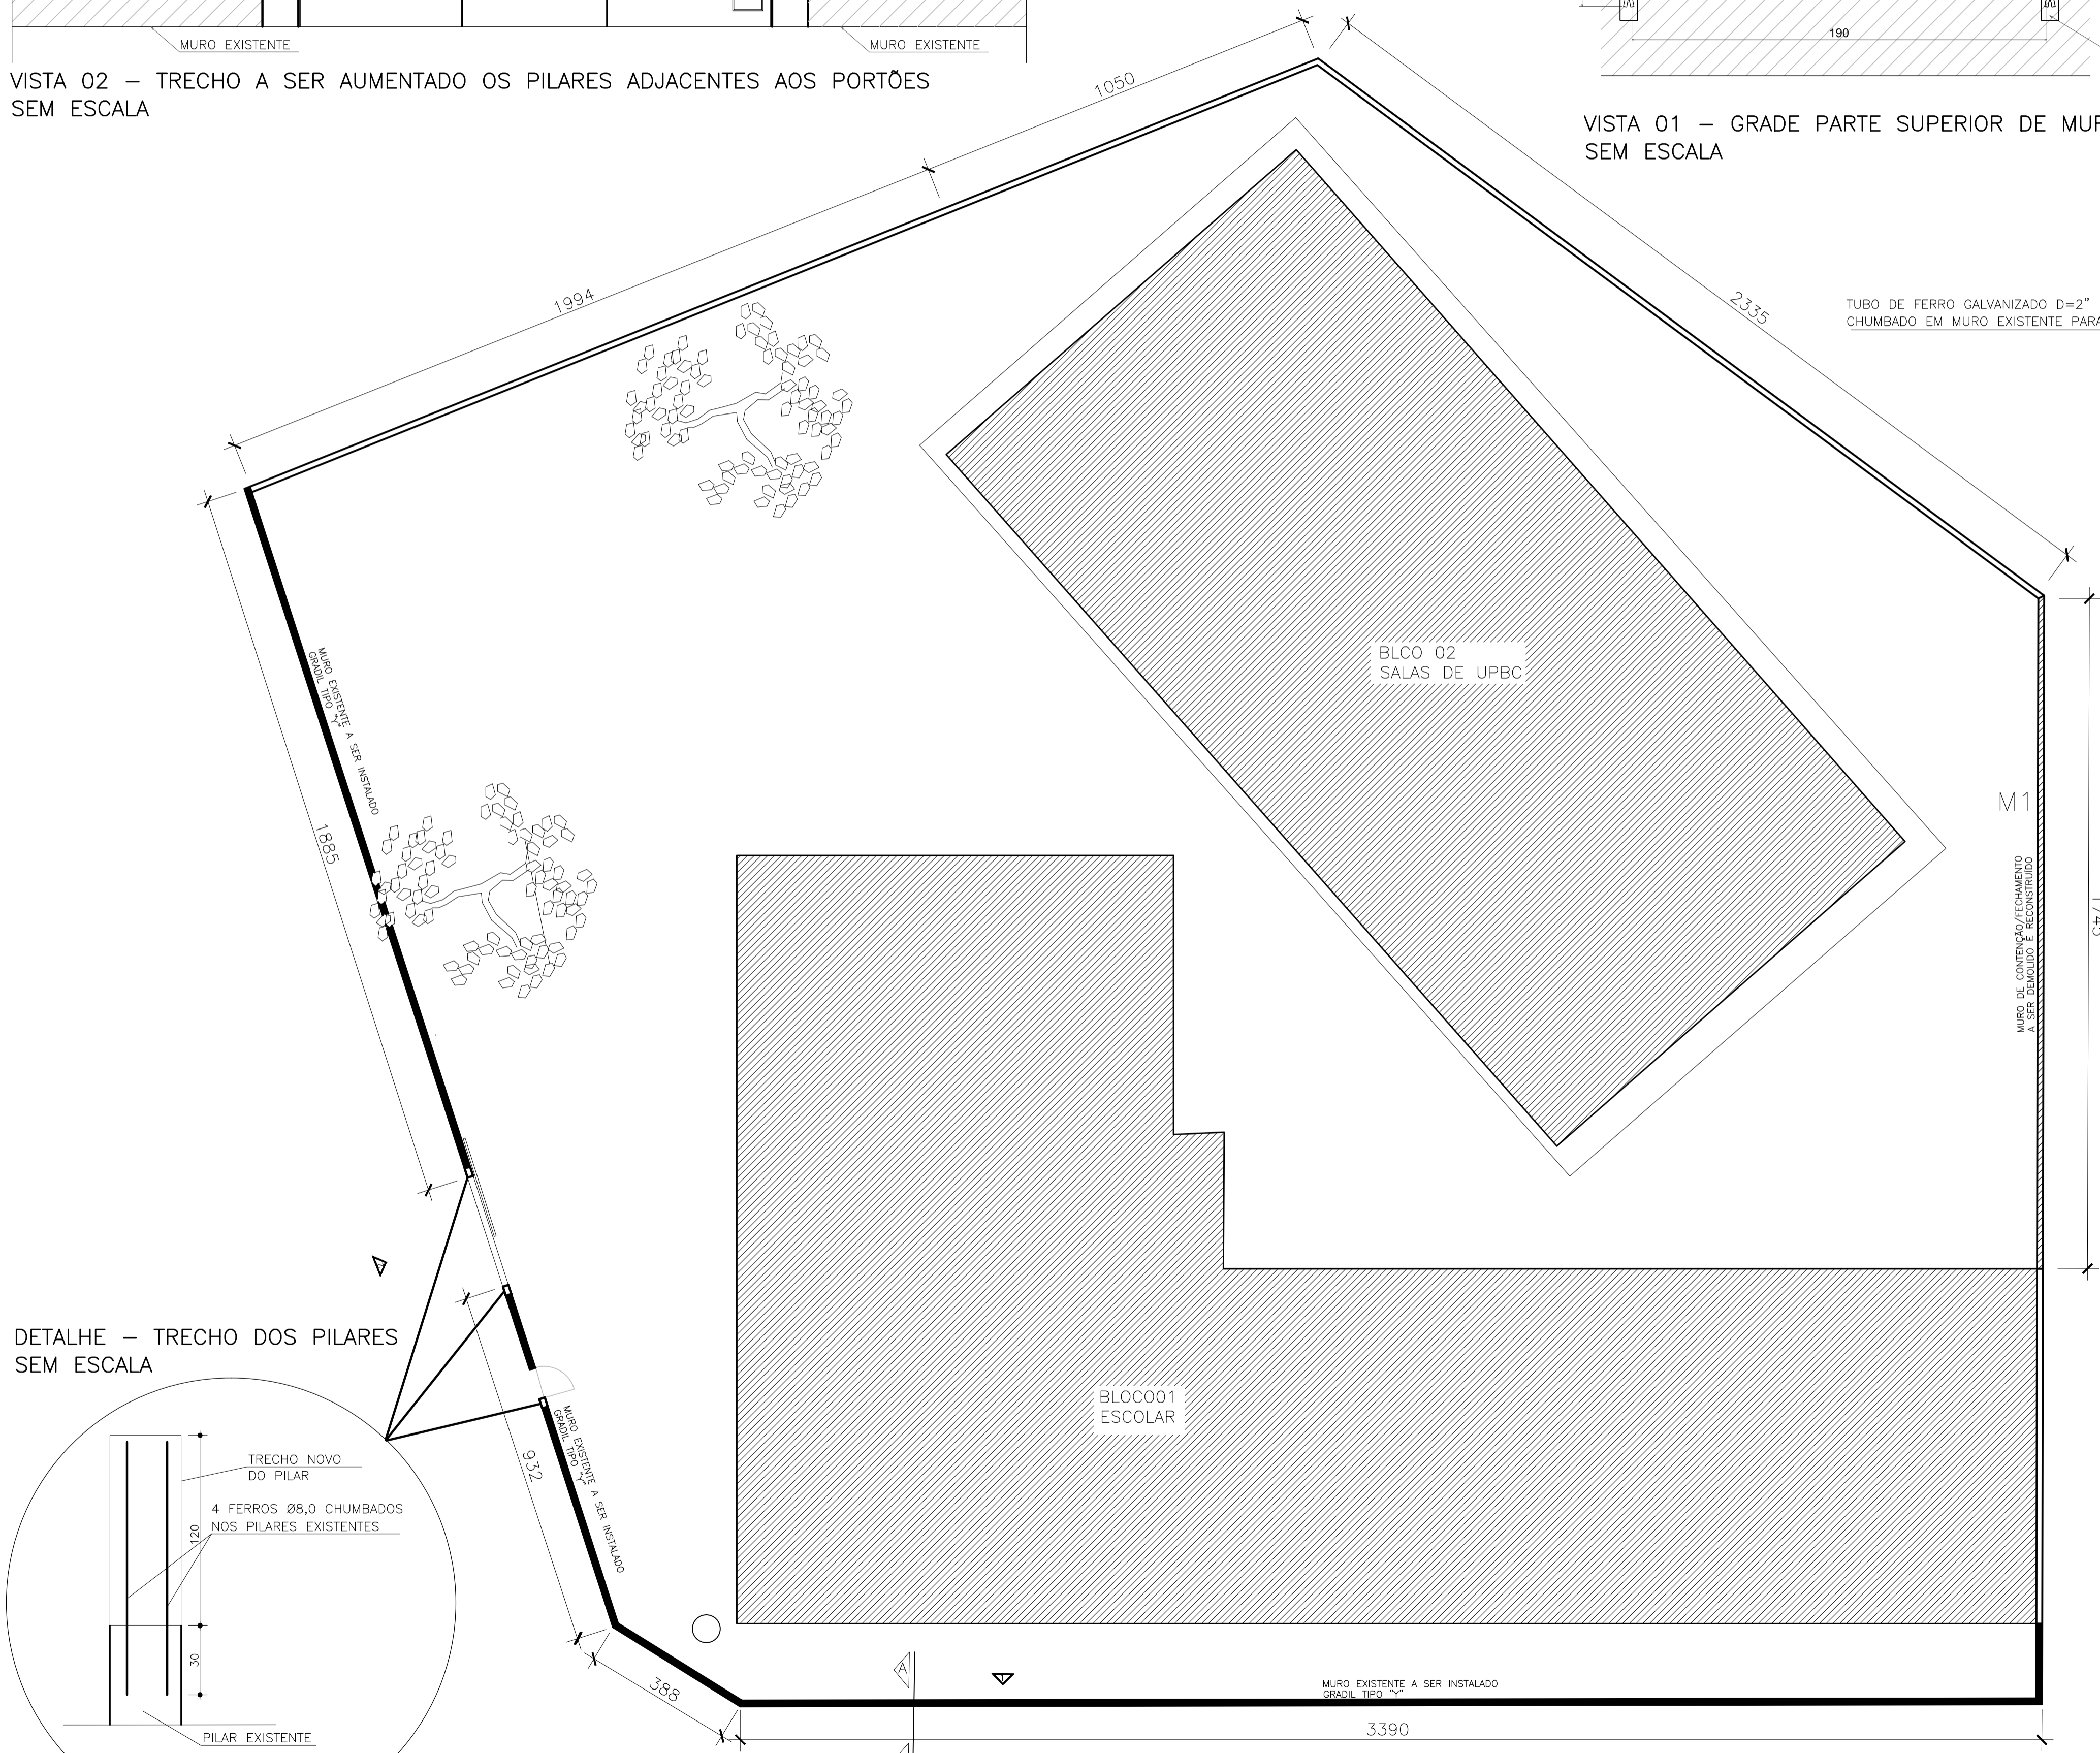 MURO EXISTENTE
MURO EXISTENTE
VISTA 02 – TRECHO A SER AUMENTADO OS PILARES ADJACENTES AOS PORTÕES
SEM ESCALA
190
VISTA 01 – GRADE PARTE SUPERIOR DE MUR
SEM ESCALA
1050
1994
2335
TUBO DE FERRO GALVANIZADO D=2"
CHUMBADO EM MURO EXISTENTE PARA
BLCO 02
SALAS DE UPBC
MURO EXISTENTE A SER INSTALADO
GRADIL TIPO "Y"
1885
M1
MURO DE CONTENÇÃO/FECHAMENTO
A SER DEMOLIDO E RECONSTRUIDO
DETALHE – TRECHO DOS PILARES
SEM ESCALA
BLOCO01
ESCOLAR
MURO EXISTENTE A SER INSTALADO
GRADIL TIPO "Y"
932
TRECHO NOVO
DO PILAR
4 FERROS Ø8,0 CHUMBADOS
NOS PILARES EXISTENTES
120
30
PILAR EXISTENTE
388
A
1
MURO EXISTENTE A SER INSTALADO
GRADIL TIPO "Y"
3390